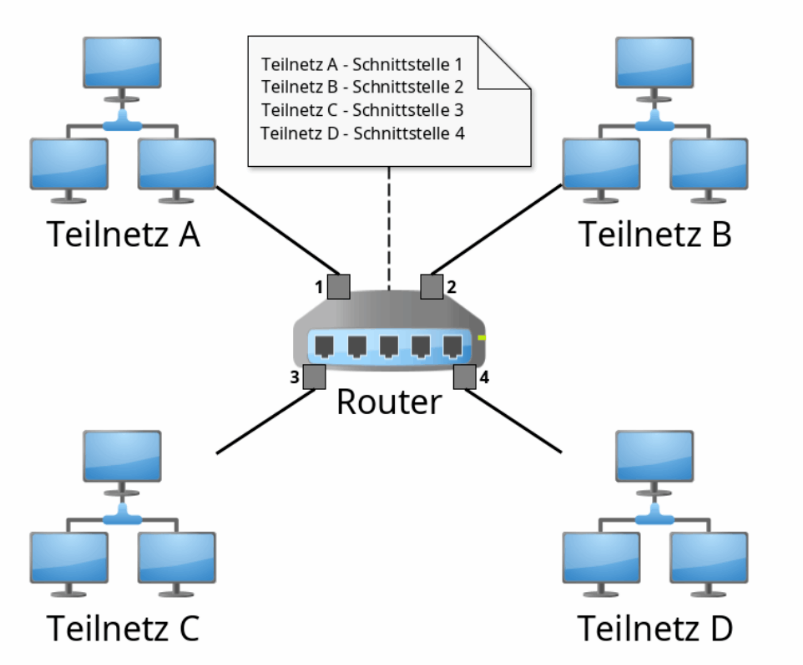 Teilnetz A - Schnittstelle 1
Teilnetz B - Schnittstelle 2
Teilnetz C - Schnittstelle 3
Teilnetz D - Schnittstelle 4
Teilnetz A
Teilnetz B
1
2
3
4
Router
Teilnetz C
Teilnetz D